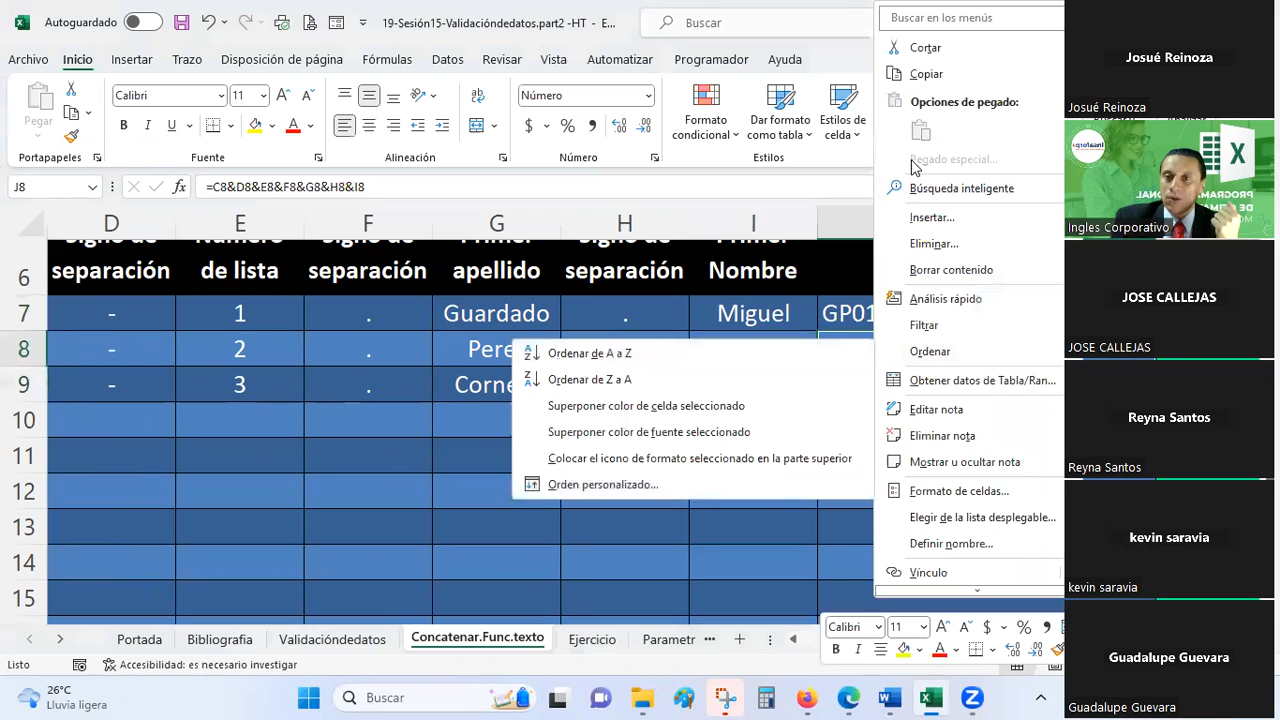 Autoguardado
19-Sesión15-Validacióndedatos.part2 -HT - E...
Buscar
Archivo Inicio Insertar Trazo Disposición de página Fórmulas Datos Revisar Vista Automatizar Programador Ayuda
Pegar
Calibri 11
Número
Formato condicional
Dar formato como tabla
Estilos de celda
Portapapeles Fuente Alineación Número Estilos
J8
=C8&D8&E8&F8&G8&H8&I8
D E F G H I
6 separación de lista separación apellido separación Nombre
7 - 1 . Guardado . Miguel GP01
8 - 2 . Pere
9 - 3 . Corne
10
11
12
13
14
15
Ordenar de A a Z
Ordenar de Z a A
Superponer color de celda seleccionado
Superponer color de fuente seleccionado
Colocar el icono de formato seleccionado en la parte superior
Orden personalizado...
Buscar en los menús
Cortar
Copiar
Opciones de pegado:
Pegado especial...
Búsqueda inteligente
Insertar...
Eliminar...
Borrar contenido
Análisis rápido
Filtrar
Ordenar
Obtener datos de Tabla/Ran...
Editar nota
Eliminar nota
Mostrar u ocultar nota
Formato de celdas...
Elegir de la lista desplegable...
Definir nombre...
Vínculo
Calibri 11
Portada Bibliografia Validacióndedatos Concatenar.Func.texto Ejercicio Parametr
Listo
Accesibilidad: es necesario investigar
26°C
Lluvia ligera
Buscar
Josué Reinoza
Josué Reinoza
Ingles Corporativo
JOSE CALLEJAS
JOSE CALLEJAS
Reyna Santos
Reyna Santos
kevin saravia
kevin saravia
Guadalupe Guevara
Guadalupe Guevara